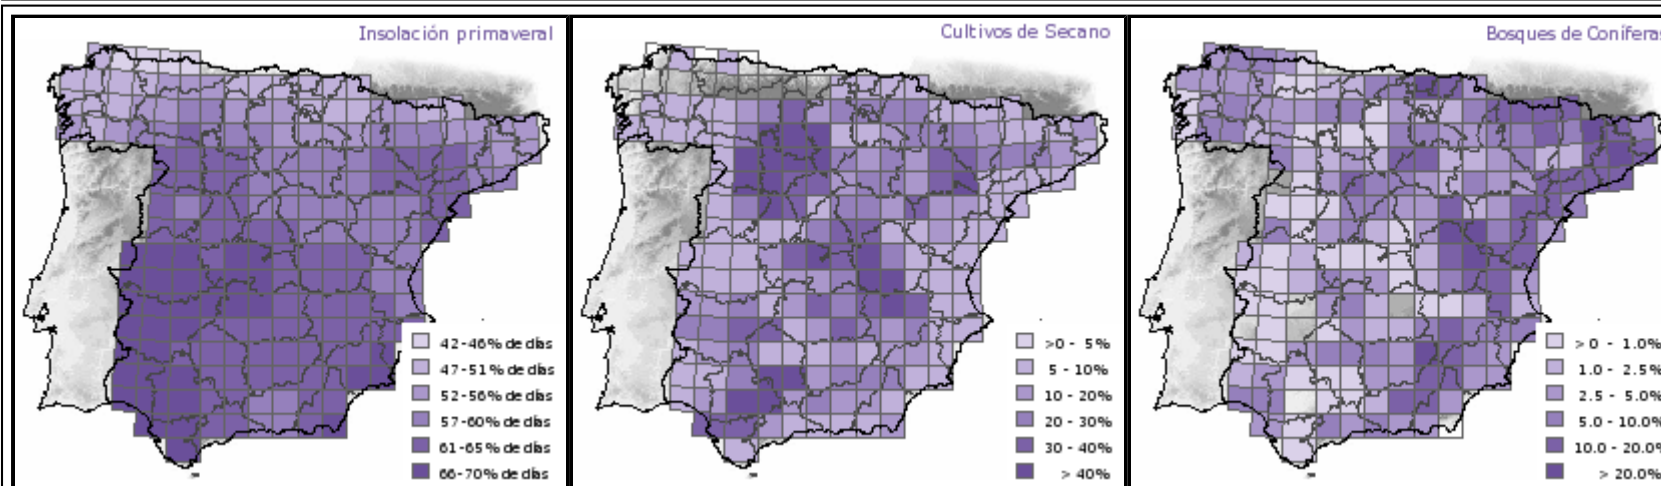 Insolación primaveral
42-46% de días
47-51% de días
52-56% de días
57-60% de días
61-65% de días
66-70% de días
Cultivos de Secano
>0 - 5%
5 - 10%
10 - 20%
20 - 30%
30 - 40%
> 40%
Bosques de Coníferas
>0 - 1.0%
1.0 - 2.5%
2.5 - 5.0%
5.0 - 10.0%
10.0 - 20.0%
> 20.0%